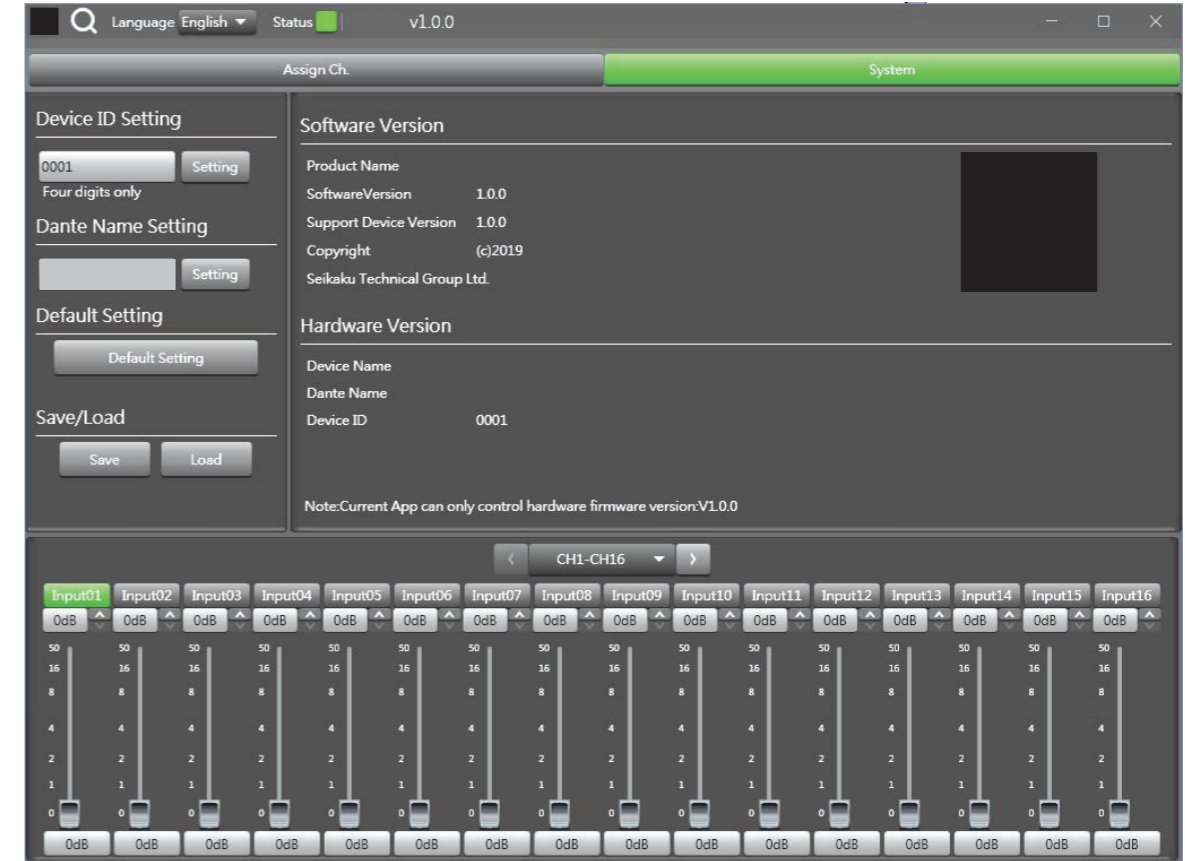 Language English Status v1.0.0
Assign Ch. System
Device ID Setting
0001 Setting
Four digits only
Dante Name Setting
Setting
Default Setting
Default Setting
Save/Load
Save Load
Software Version
Product Name
SoftwareVersion 1.0.0
Support Device Version 1.0.0
Copyright (c)2019
Seikaku Technical Group Ltd.
Hardware Version
Device Name
Dante Name
Device ID 0001
Note:Current App can only control hardware firmware version:V1.0.0
CH1-CH16
Input01 Input02 Input03 Input04 Input05 Input06 Input07 Input08 Input09 Input10 Input11 Input12 Input13 Input14 Input15 Input16
0dB 0dB 0dB 0dB 0dB 0dB 0dB 0dB 0dB 0dB 0dB 0dB 0dB 0dB 0dB 0dB
50 50 50 50 50 50 50 50 50 50 50 50 50 50 50 50
16 16 16 16 16 16 16 16 16 16 16 16 16 16 16 16
8 8 8 8 8 8 8 8 8 8 8 8 8 8 8 8
4 4 4 4 4 4 4 4 4 4 4 4 4 4 4 4
2 2 2 2 2 2 2 2 2 2 2 2 2 2 2 2
1 1 1 1 1 1 1 1 1 1 1 1 1 1 1 1
0 0 0 0 0 0 0 0 0 0 0 0 0 0 0 0
0dB 0dB 0dB 0dB 0dB 0dB 0dB 0dB 0dB 0dB 0dB 0dB 0dB 0dB 0dB 0dB